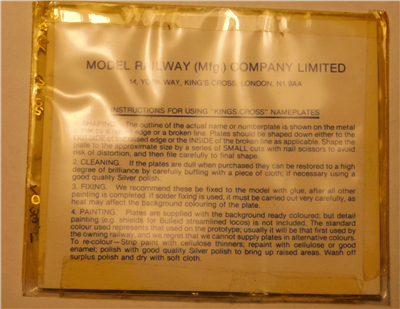 MODEL RAILWAY (Mfg.) COMPANY LIMITED
14, YORK WAY, KING'S CROSS, LONDON, N1 9AA
INSTRUCTIONS FOR USING "KINGS CROSS" NAMEPLATES
SHAPING. The outline of the actual name or numberplate is shown on the metal
edge or a broken line. Plates should be shaped down either to the
edge or the INSIDE of the broken line as applicable. Shape the
plate to the approximate size by a series of SMALL cuts with nail scissors to avoid
risk of distortion, and then file carefully to final shape.
2. CLEANING. If the plates are dull when purchased they can be restored to a high
degree of brilliance by carefully buffing with a piece of cloth; if necessary using a
good quality Silver polish.
3. FIXING. We recommend these be fixed to the model with glue, after all other
painting is completed. If solder fixing is used, it must be carried out very carefully, as
heat may affect the background colouring of the plate.
4. PAINTING. Plates are supplied with the background ready coloured; but detail
painting (e.g. shields for Bulleid streamlined locos) is not included. The standard
colour used represents that used on the prototype; usually it will be that first used by
the owning railway, and we regret that we cannot supply plates in alternative colours.
To re-colour—Strip paint with cellulose thinners; repaint with cellulose or good
enamel; polish with good quality Silver polish to bring up raised areas. Wash off
surplus polish and dry with soft cloth.